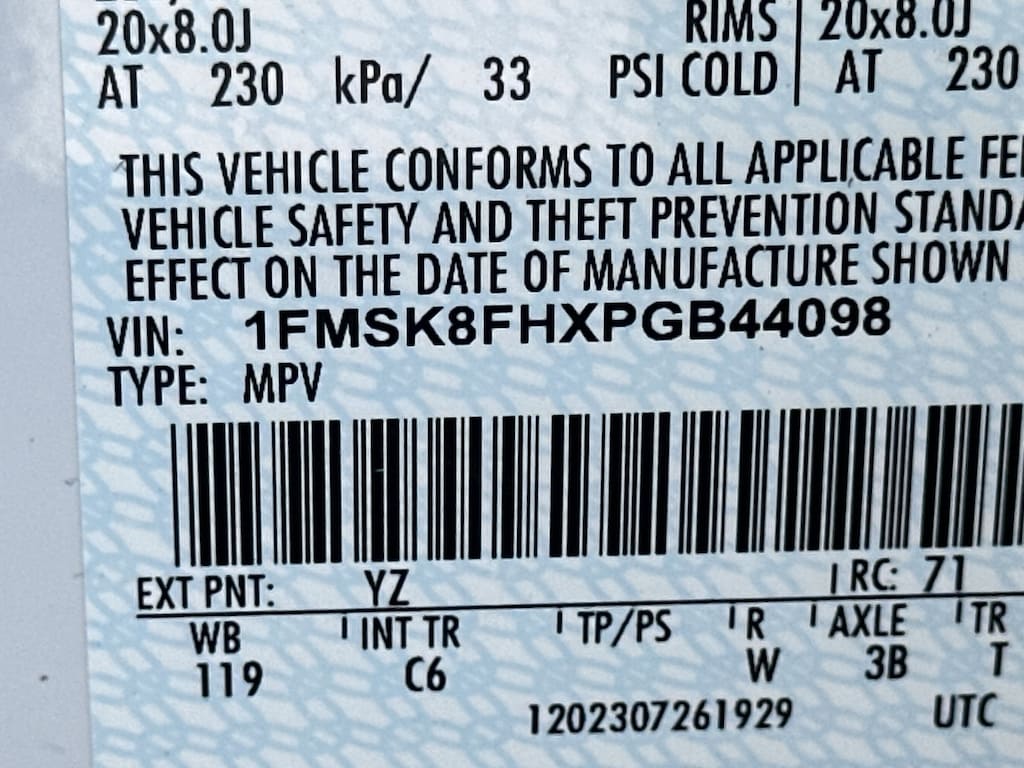 20x8.0J RIMS 20x8.0J
AT 230 kPa/ 33 PSI COLD AT 230
THIS VEHICLE CONFORMS TO ALL APPLICABLE FE
VEHICLE SAFETY AND THEFT PREVENTION STANDA
EFFECT ON THE DATE OF MANUFACTURE SHOWN
VIN: 1FMSK8FHXPGB44098
TYPE: MPV
EXT PNT: YZ RC: 71
WB INT TR TP/PS R AXLE TR
119 C6 W 3B T
1202307261929 UTC